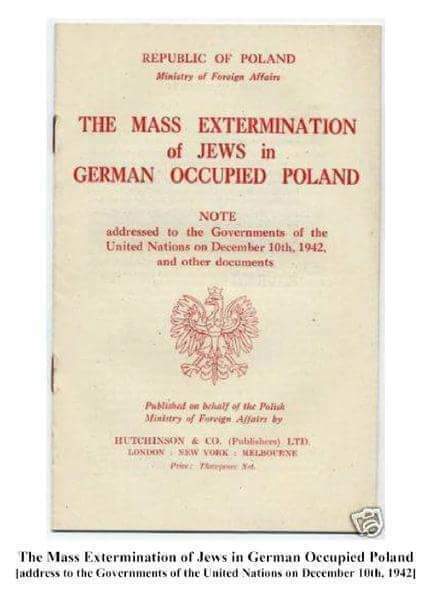 REPUBLIC OF POLAND
Ministry of Foreign Affairs
THE MASS EXTERMINATION
of JEWS in
GERMAN OCCUPIED POLAND
NOTE
addressed to the Governments of the
United Nations on December 10th, 1942,
and other documents
Published on behalf of the Polish
Ministry of Foreign Affairs by
HUTCHINSON & CO. (Publishers) LTD.
LONDON : NEW YORK : MELBOURNE
Price: Threepence Net.
The Mass Extermination of Jews in German Occupied Poland
[address to the Governments of the United Nations on December 10th, 1942]